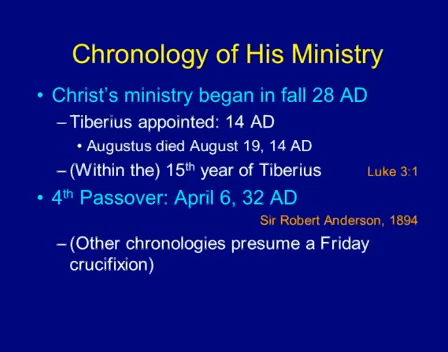 Chronology of His Ministry
• Christ's ministry began in fall 28 AD
– Tiberius appointed: 14 AD
• Augustus died August 19, 14 AD
– (Within the) 15th year of Tiberius Luke 3:1
• 4th Passover: April 6, 32 AD
Sir Robert Anderson, 1894
– (Other chronologies presume a Friday
crucifixion)